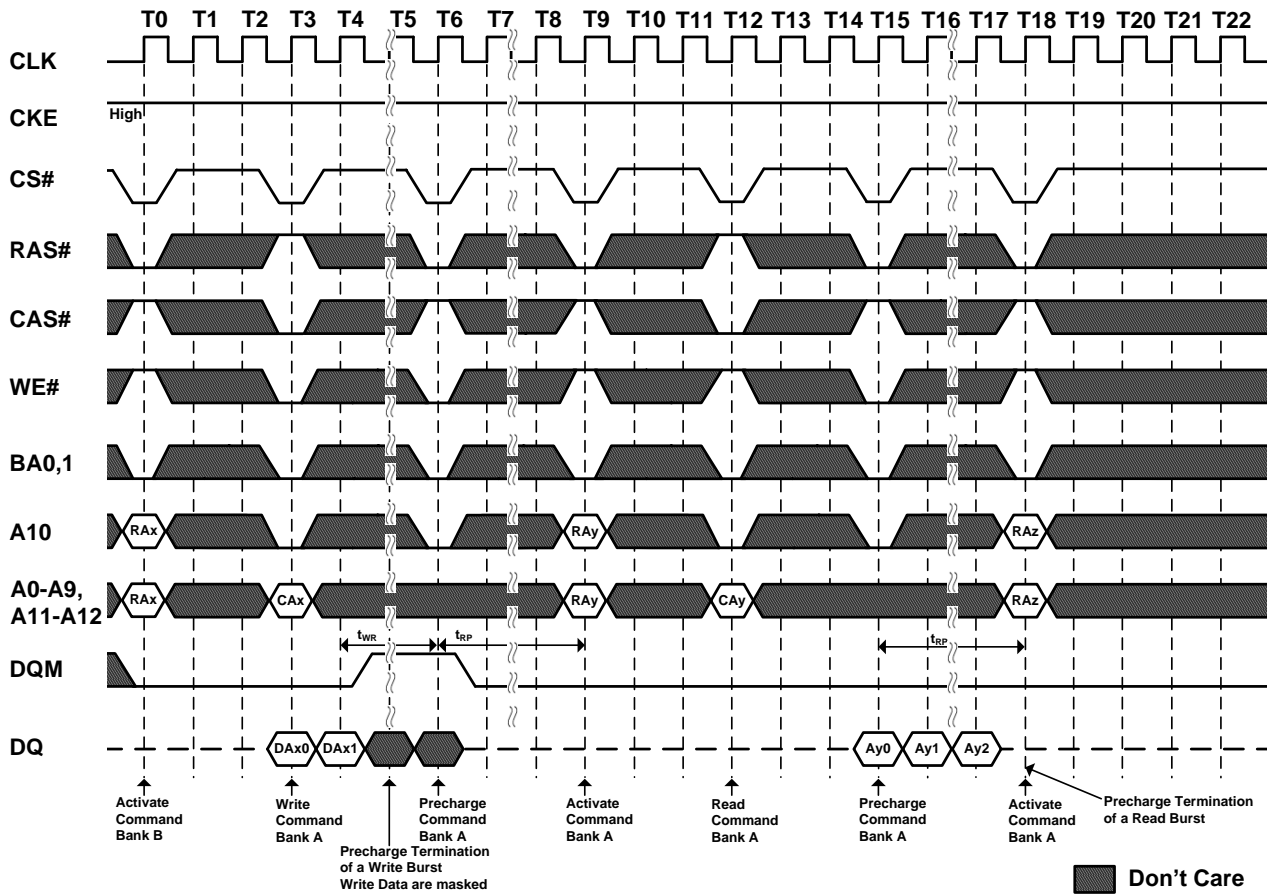 T0 T1 T2 T3 T4 T5 T6 T7 T8 T9 T10 T11 T12 T13 T14 T15 T16 T17 T18 T19 T20 T21 T22
CLK
CKE
High
CS#
RAS#
CAS#
WE#
BA0,1
A10
RAx RAy RAz
A0-A9,
A11-A12
RAx CAx RAy CAy RAz
tWR tRP tRP
DQM
DQ
DAx0 DAx1 Ay0 Ay1 Ay2
Activate
Command
Bank B
Write
Command
Bank A
Precharge Termination
of a Write Burst
Write Data are masked
Precharge
Command
Bank A
Activate
Command
Bank A
Read
Command
Bank A
Precharge
Command
Bank A
Activate
Command
Bank A
Precharge Termination
of a Read Burst
Don't Care